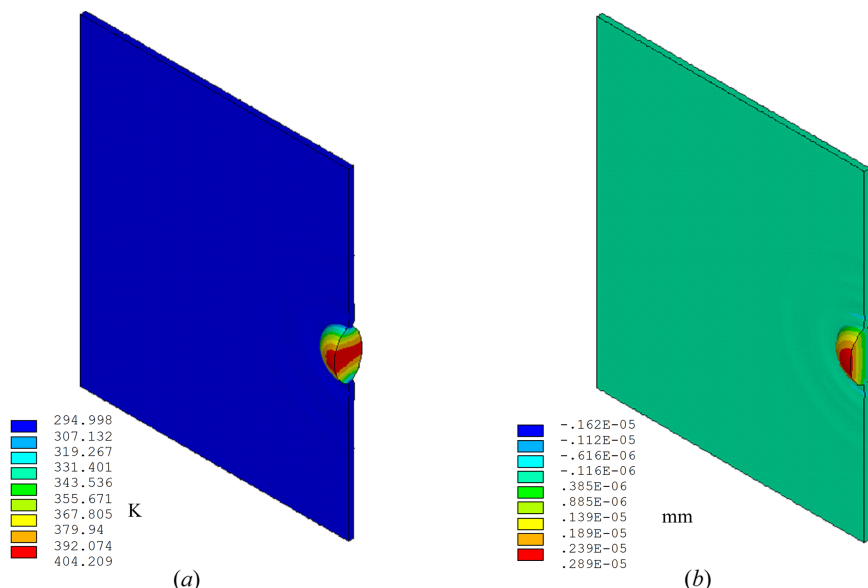 294.998
307.132
319.267
331.401
343.536
355.671
367.805
379.94
392.074
404.209
K
(a)
-.162E-05
-.112E-05
-.616E-06
-.116E-06
.385E-06
.885E-06
.139E-05
.189E-05
.239E-05
.289E-05
mm
(b)